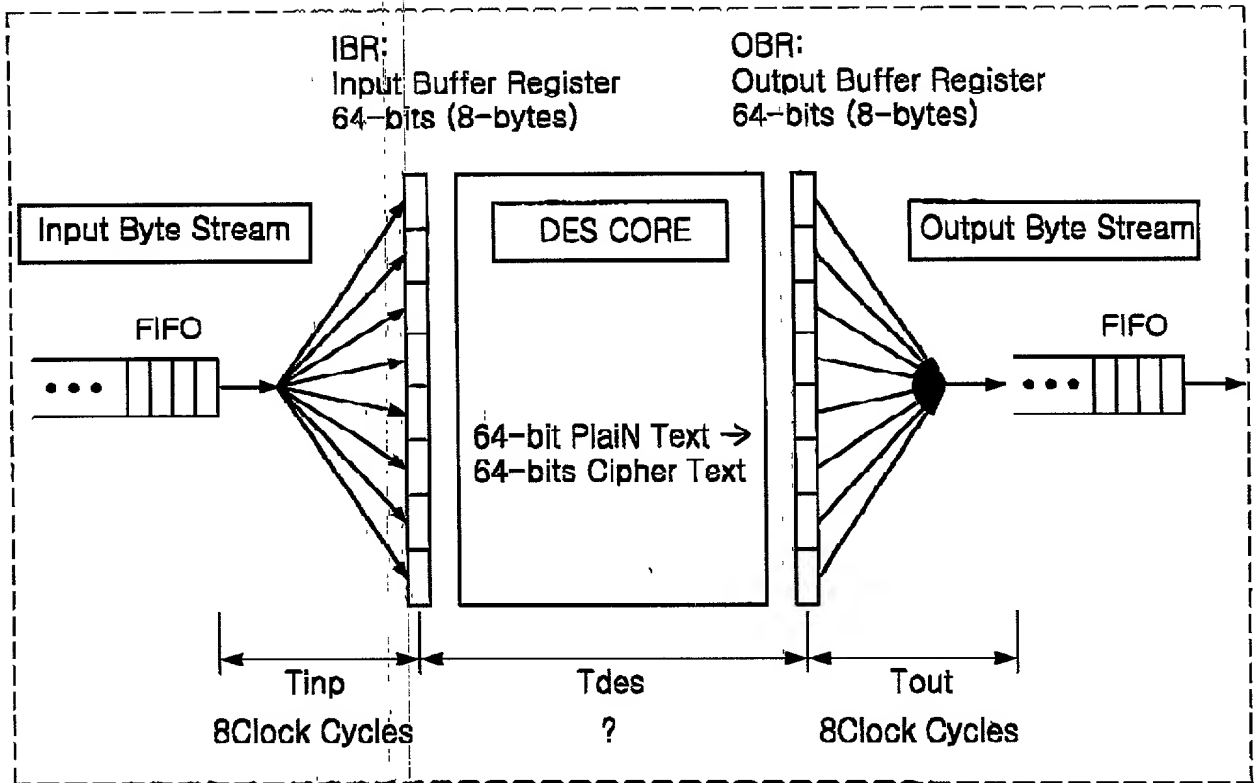 IBR:
Input Buffer Register
64-bits (8-bytes)
OBR:
Output Buffer Register
64-bits (8-bytes)
Input Byte Stream
DES CORE
Output Byte Stream
FIFO
FIFO
64-bit PlaiN Text →
64-bits Cipher Text
Tinp
Tdes
Tout
8Clock Cycles
?
8Clock Cycles